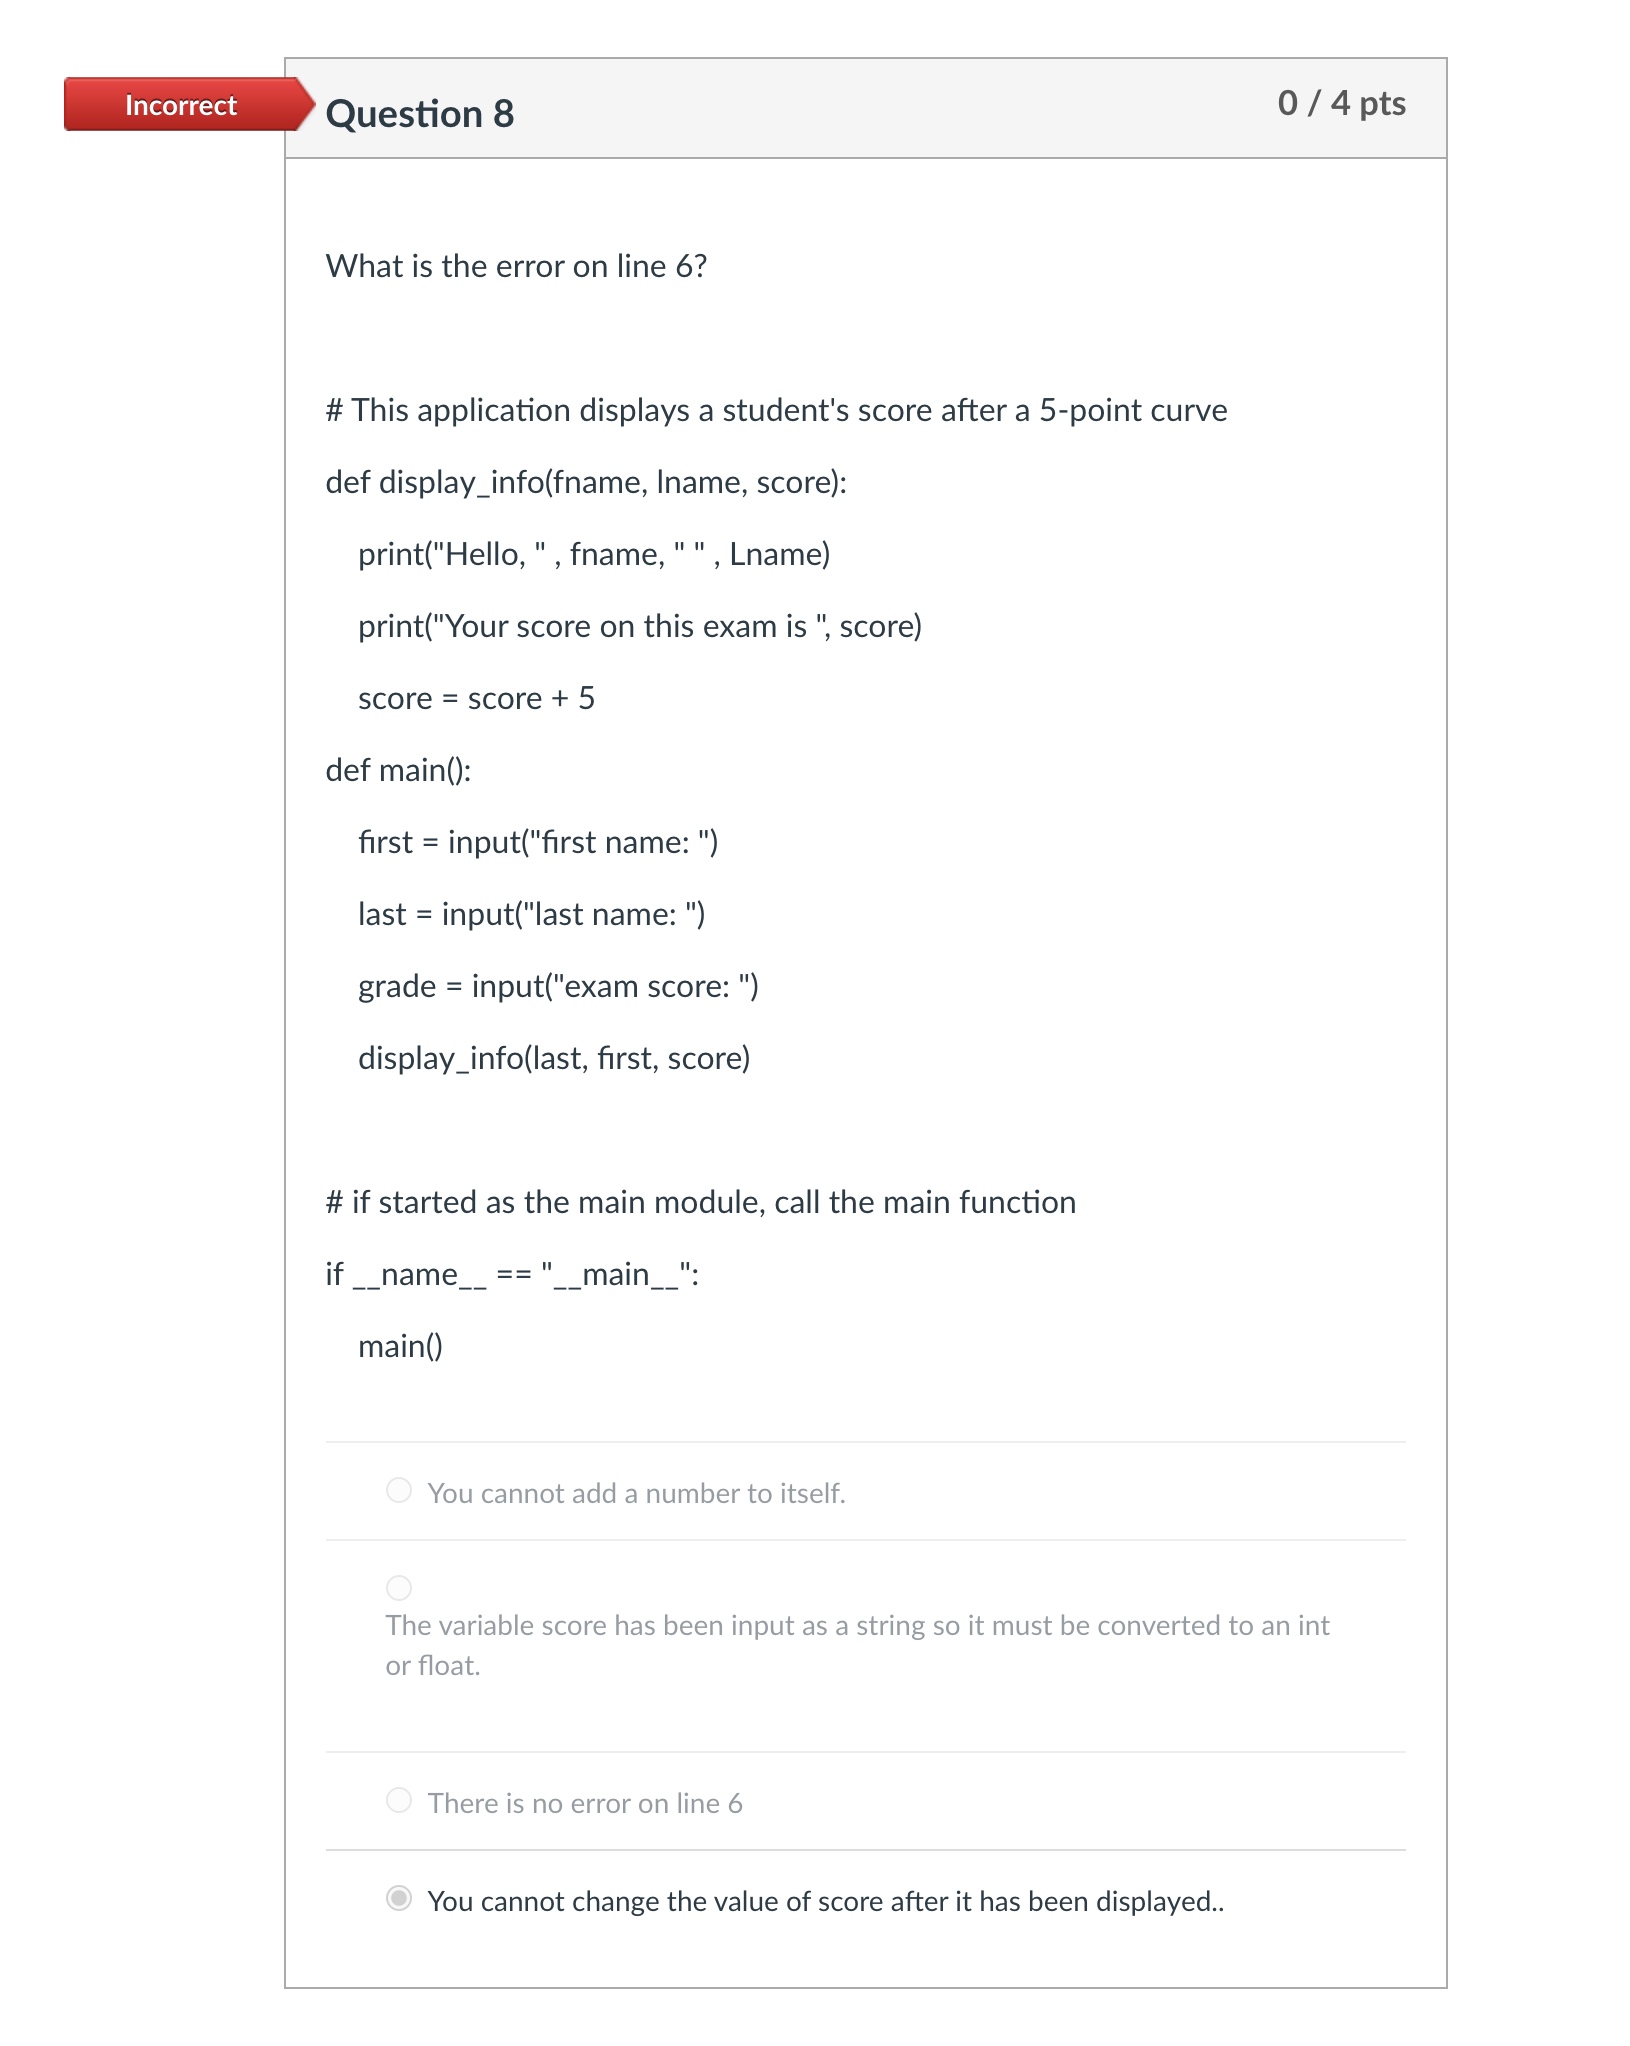 Incorrect
Question 8
0 / 4 pts
What is the error on line 6?
# This application displays a student's score after a 5-point curve
def display_info(fname, lname, score):
print("Hello, " , fname, " " , Lname)
print("Your score on this exam is ", score)
score = score + 5
def main():
first = input("first name: ")
last = input("last name: ")
grade = input("exam score: ")
display_info(last, first, score)
# if started as the main module, call the main function
if __name__ == "__main__":
main()
You cannot add a number to itself.
The variable score has been input as a string so it must be converted to an int
or float.
There is no error on line 6
You cannot change the value of score after it has been displayed..